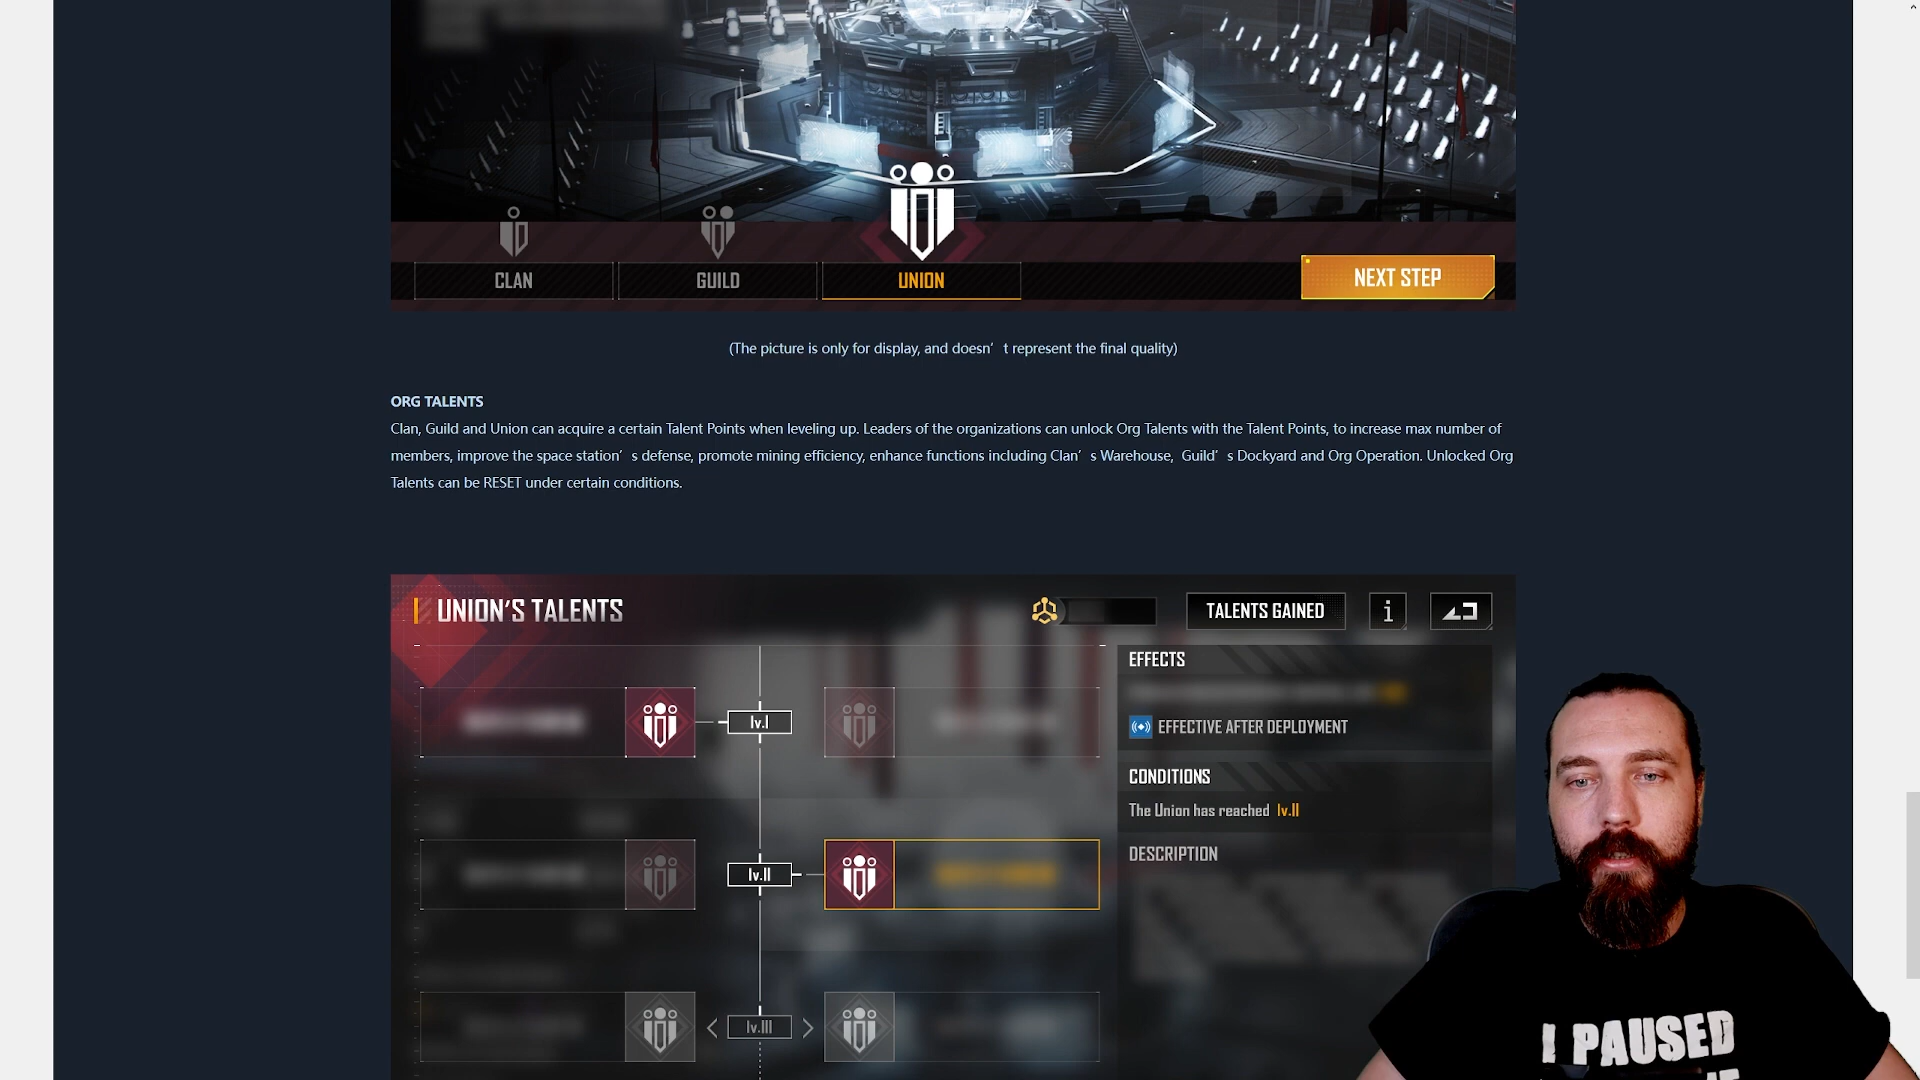 CLAN
GUILD
UNION
NEXT STEP
(The picture is only for display, and doesn’ t represent the final quality)
ORG TALENTS
Clan, Guild and Union can acquire a certain Talent Points when leveling up. Leaders of the organizations can unlock Org Talents with the Talent Points, to increase max number of
members, improve the space station’ s defense, promote mining efficiency, enhance functions including Clan’ s Warehouse, Guild’ s Dockyard and Org Operation. Unlocked Org
Talents can be RESET under certain conditions.
UNION’S TALENTS
TALENTS GAINED
i
EFFECTS
EFFECTIVE AFTER DEPLOYMENT
CONDITIONS
The Union has reached lv.II
DESCRIPTION
lv.I
lv.II
lv.III
I PAUSED